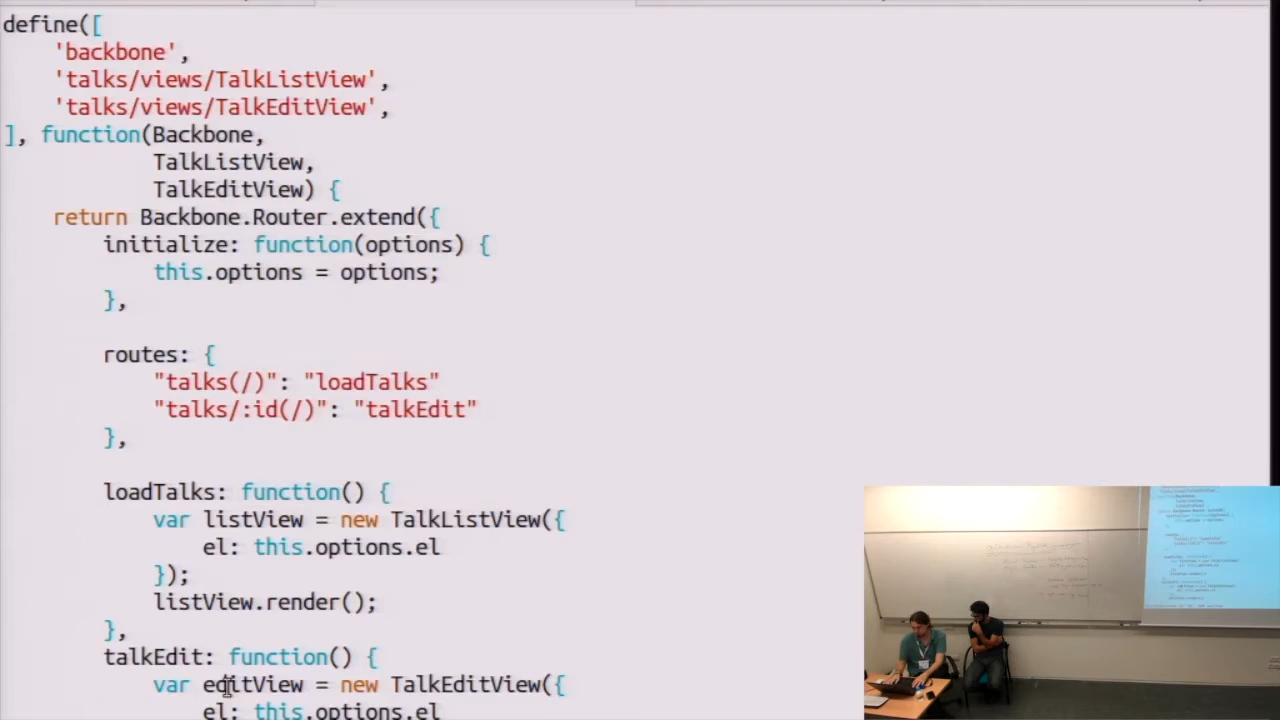 define([
    'backbone',
    'talks/views/TalkListView',
    'talks/views/TalkEditView',
], function(Backbone,
            TalkListView,
            TalkEditView) {
    return Backbone.Router.extend({
        initialize: function(options) {
            this.options = options;
        },

        routes: {
            "talks(/)": "loadTalks"
            "talks/:id(/)": "talkEdit"
        },

        loadTalks: function() {
            var listView = new TalkListView({
                el: this.options.el
            });
            listView.render();
        },
        talkEdit: function() {
            var editView = new TalkEditView({
                el: this.options.el